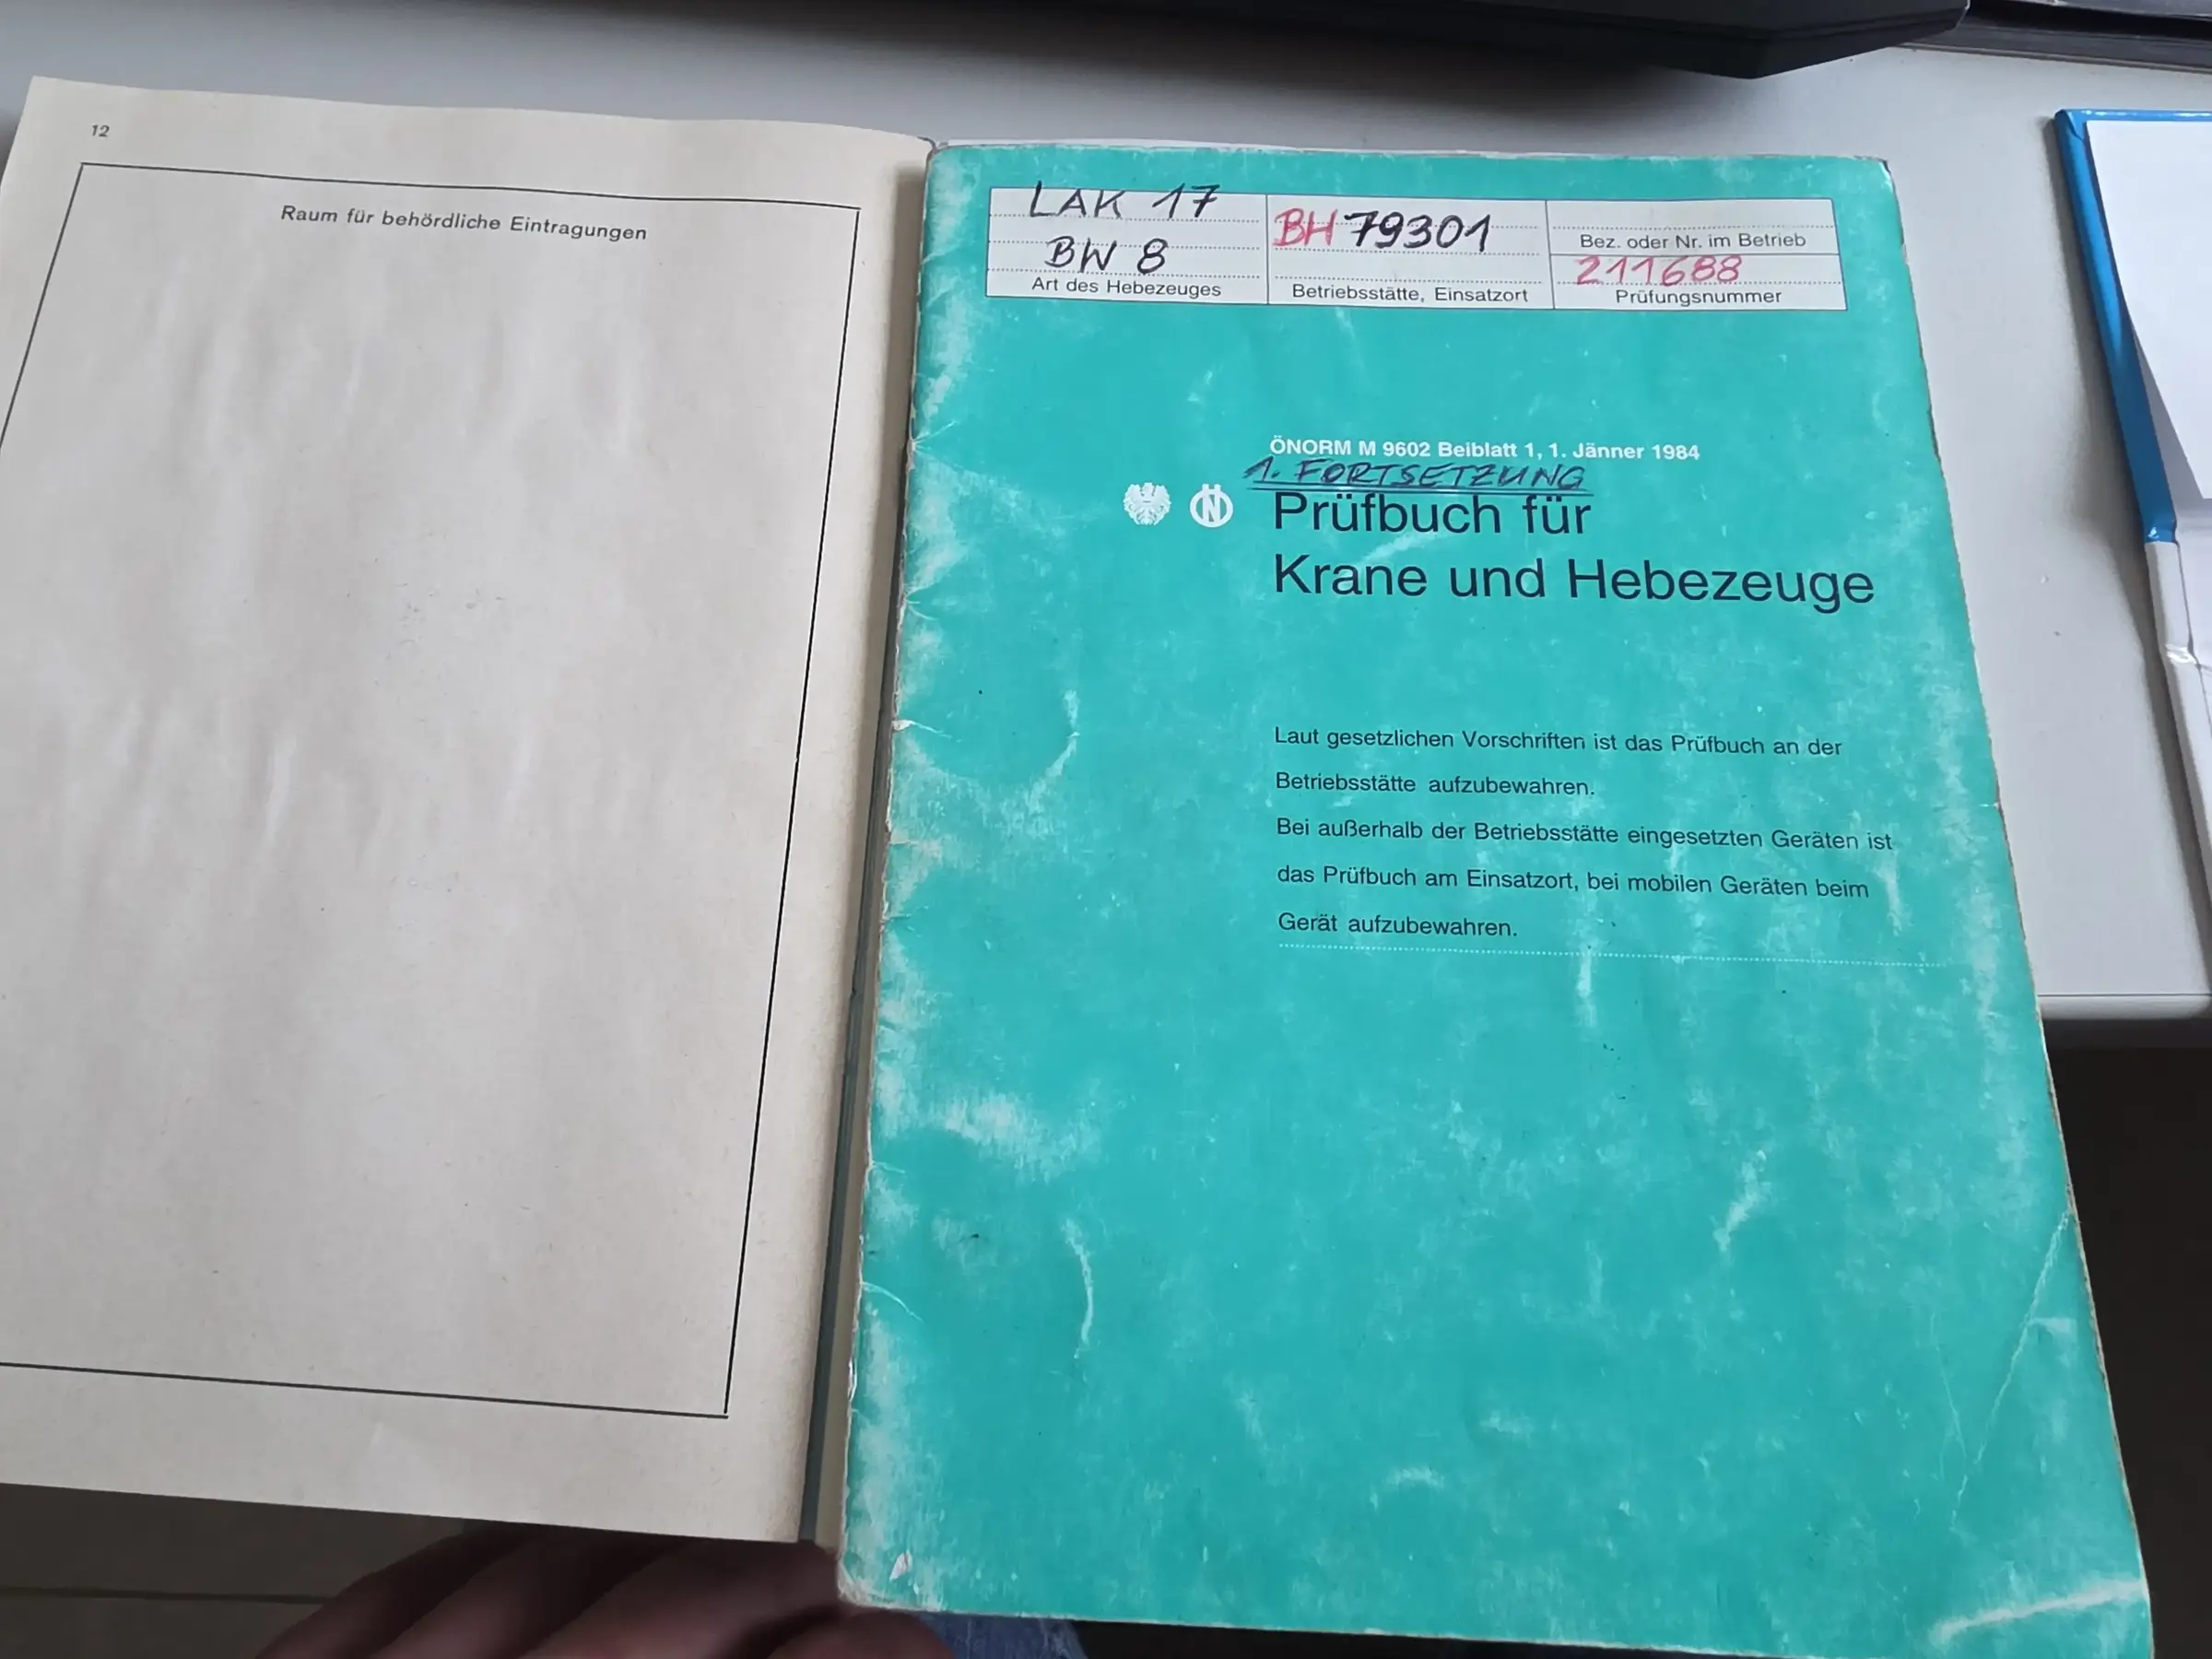 12
Raum für behördliche Eintragungen
LAK 17
BW 8
Art des Hebezeuges
BH 79301
Betriebsstätte, Einsatzort
Bez. oder Nr. im Betrieb
211688
Prüfungsnummer
ÖNORM M 9602 Beiblatt 1, 1. Jänner 1984
1. FORTSETZUNG
Prüfbuch für
Krane und Hebezeuge
Laut gesetzlichen Vorschriften ist das Prüfbuch an der
Betriebsstätte aufzubewahren.
Bei außerhalb der Betriebsstätte eingesetzten Geräten ist
das Prüfbuch am Einsatzort, bei mobilen Geräten beim
Gerät aufzubewahren.